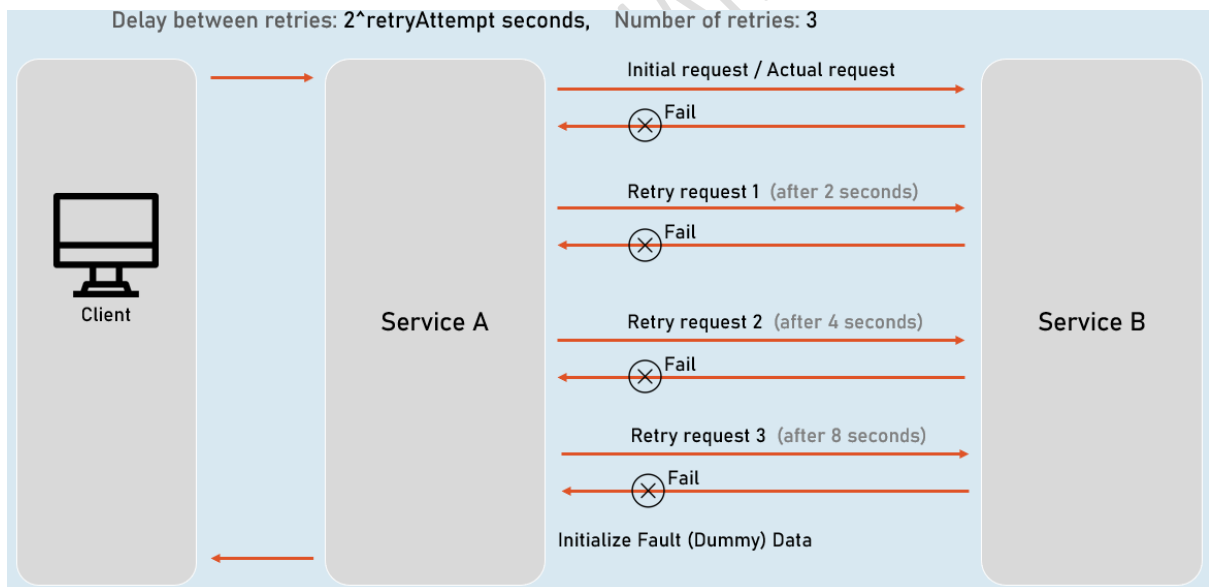 Delay between retries: 2^retryAttempt seconds, Number of retries: 3
Initial request / Actual request
Fail
Retry request 1 (after 2 seconds)
Fail
Client
Service A
Retry request 2 (after 4 seconds)
Service B
Fail
Retry request 3 (after 8 seconds)
Fail
Initialize Fault (Dummy) Data